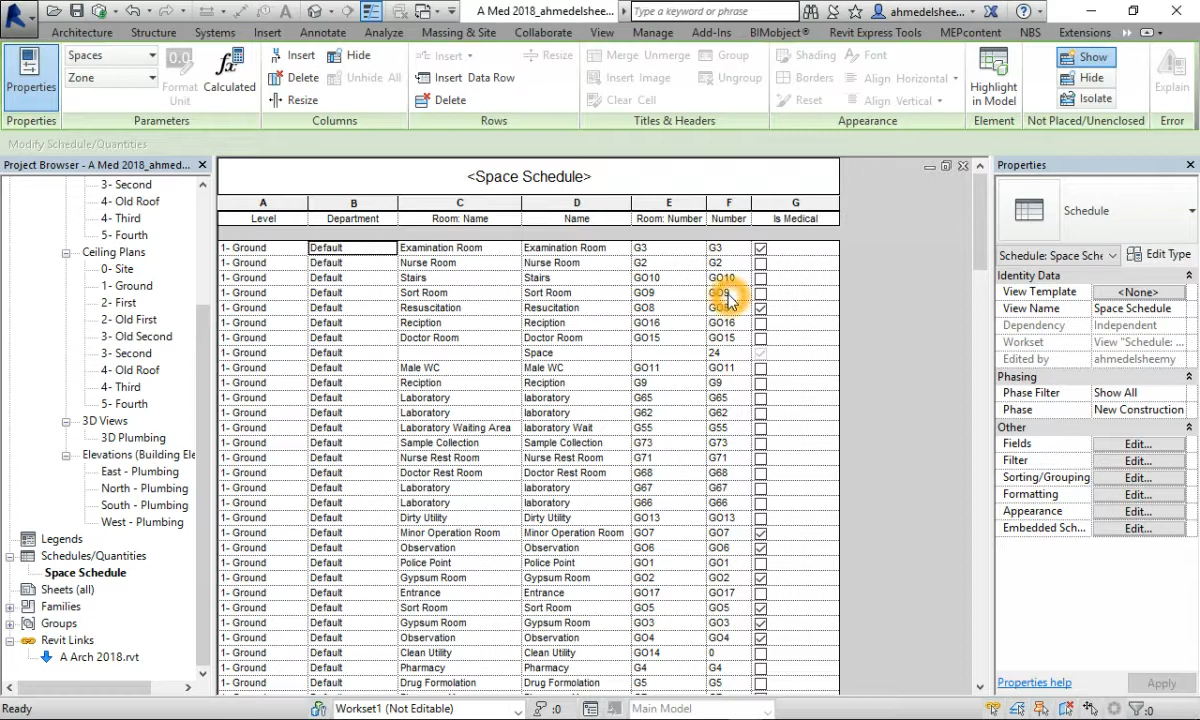 A Med 2018_ahmedelshee...
Type a keyword or phrase
ahmedelshee...
Architecture Structure Systems Insert Annotate Analyze Massing & Site Collaborate View Manage Add-Ins BIMobject® Revit Express Tools MEPcontent NBS Extensions
Spaces
Zone
Properties
Format Unit
Calculated
Insert Hide
Delete Unhide All
Resize
Insert Resize
Insert Data Row
Delete
Merge Unmerge Group
Insert Image Ungroup
Clear Cell
Shading Font
Borders Align Horizontal
Reset Align Vertical
Highlight in Model
Show
Hide
Isolate
Explain
Properties Parameters Columns Rows Titles & Headers Appearance Element Not Placed/Unenclosed Error
Modify Schedule/Quantities
Project Browser - A Med 2018_ahmed...
3- Second
4- Old Roof
4- Third
5- Fourth
Ceiling Plans
0- Site
1- Ground
2- First
2- Old First
3- Old Second
3- Second
4- Old Roof
4- Third
5- Fourth
3D Views
3D Plumbing
Elevations (Building Ele
East - Plumbing
North - Plumbing
South - Plumbing
West - Plumbing
Legends
Schedules/Quantities
Space Schedule
Sheets (all)
Families
Groups
Revit Links
A Arch 2018.rvt
<Space Schedule>
A B C D E F G
Level Department Room: Name Name Room: Number Number Is Medical
1- Ground Default Examination Room Examination Room G3 G3
1- Ground Default Nurse Room Nurse Room G2 G2
1- Ground Default Stairs Stairs GO10 GO10
1- Ground Default Sort Room Sort Room GO9 GO9
1- Ground Default Resuscitation Resucitation GO8
1- Ground Default Reciption Reciption GO16 GO16
1- Ground Default Doctor Room Doctor Room GO15 GO15
1- Ground Default Space 24
1- Ground Default Male WC Male WC GO11 GO11
1- Ground Default Reciption Reciption G9 G9
1- Ground Default Laboratory laboratory G65 G65
1- Ground Default Laboratory laboratory G62 G62
1- Ground Default Laboratory Waiting Area laboratory Wait G55 G55
1- Ground Default Sample Collection Sample Collection G73 G73
1- Ground Default Nurse Rest Room Nurse Rest Room G71 G71
1- Ground Default Doctor Rest Room Doctor Rest Room G68 G68
1- Ground Default Laboratory laboratory G67 G67
1- Ground Default Laboratory laboratory G66 G66
1- Ground Default Dirty Utility Dirty Utility GO13 GO13
1- Ground Default Minor Operation Room Minor Operation Room GO7 GO7
1- Ground Default Observation Observation GO6 GO6
1- Ground Default Police Point Police Point GO1 GO1
1- Ground Default Gypsum Room Gypsum Room GO2 GO2
1- Ground Default Entrance Entrance GO17 GO17
1- Ground Default Sort Room Sort Room GO5 GO5
1- Ground Default Gypsum Room Gypsum Room GO3 GO3
1- Ground Default Observation Observation GO4 GO4
1- Ground Default Clean Utility Clean Utility GO14 0
1- Ground Default Pharmacy Pharmacy G4 G4
1- Ground Default Drug Formolation Drug Formolation G5 G5
Properties
Schedule
Schedule: Space Sche Edit Type
Identity Data
View Template <None>
View Name Space Schedule
Dependency Independent
Workset View "Schedule: ...
Edited by ahmedelsheemy
Phasing
Phase Filter Show All
Phase New Construction
Other
Fields Edit...
Filter Edit...
Sorting/Grouping Edit...
Formatting Edit...
Appearance Edit...
Embedded Sch... Edit...
Properties help Apply
Ready
Workset1 (Not Editable)
:0
Main Model
:0